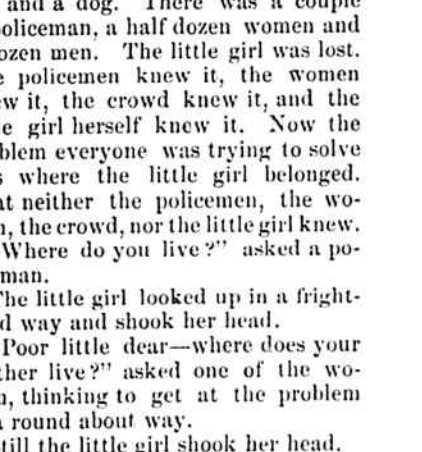 and a dog. There was a couple
oliceman, a half dozen women and
ozen men. The little girl was lost.
e policemen knew it, the women
ew it, the crowd knew it, and the
e girl herself knew it. Now the
blem everyone was trying to solve
s where the little girl belonged.
at neither the policemen, the wo-
n, the crowd, nor the little girl knew.
Where do you live?" asked a po-
man.
The little girl looked up in a fright-
d way and shook her head.
Poor little dear—where does your
ther live?" asked one of the wo-
n, thinking to get at the problem
a round about way.
till the little girl shook her head.